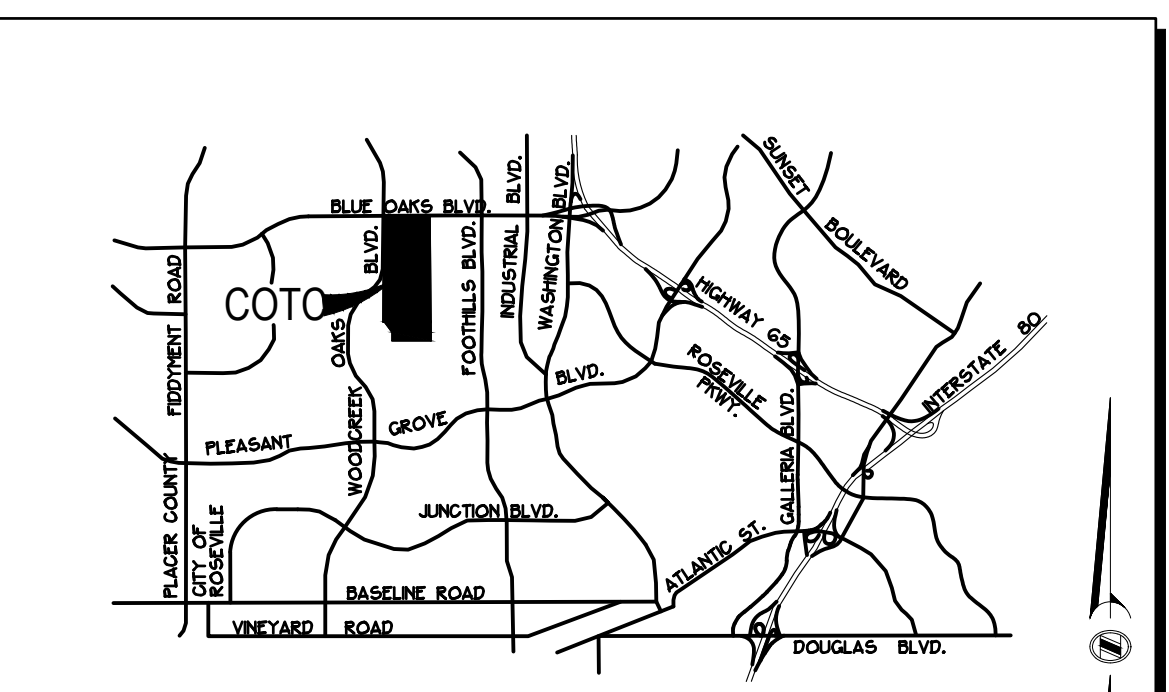 SUNSET
BOULEVARD
BLUE OAKS BLVD.
BLVD.
WASHINGTON BLVD.
INDUSTRIAL BLVD.
FOOTHILLS BLVD.
WOODCREEK OAKS BLVD.
FIDDYMENT ROAD
COTO
HIGHWAY 65
INTERSTATE 80
ROSEVILLE
PKWY.
GALLERIA BLVD.
PLEASANT GROVE BLVD.
PLACER COUNTY
CITY OF
ROSEVILLE
JUNCTION BLVD.
ATLANTIC ST.
BASELINE ROAD
VINEYARD ROAD
DOUGLAS BLVD.